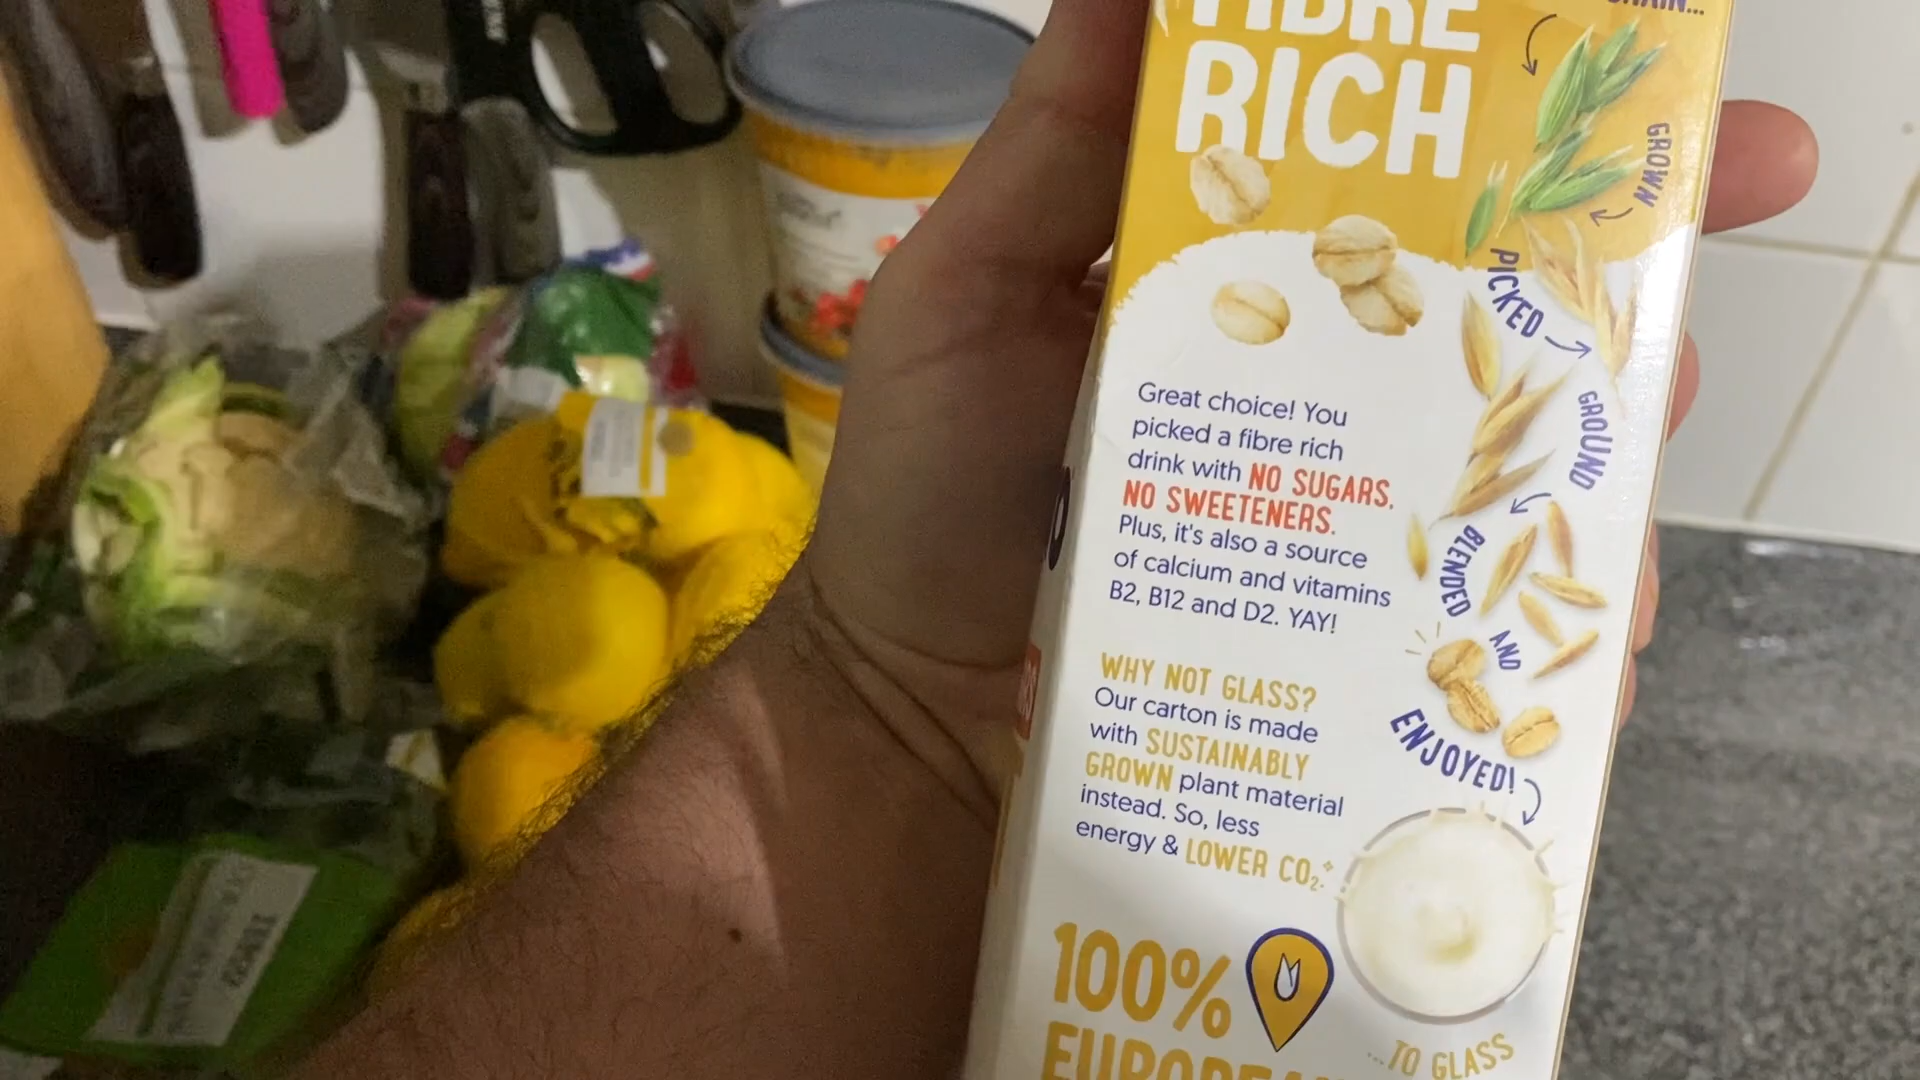 FIBRE
RICH
GROWN
PICKED
GROUND
BLENDED
AND
ENJOYED!
Great choice! You
picked a fibre rich
drink with NO SUGARS,
NO SWEETENERS.
Plus, it's also a source
of calcium and vitamins
B2, B12 and D2. YAY!
WHY NOT GLASS?
Our carton is made
with SUSTAINABLY
GROWN plant material
instead. So, less
energy & LOWER CO₂.
100%
...TO GLASS